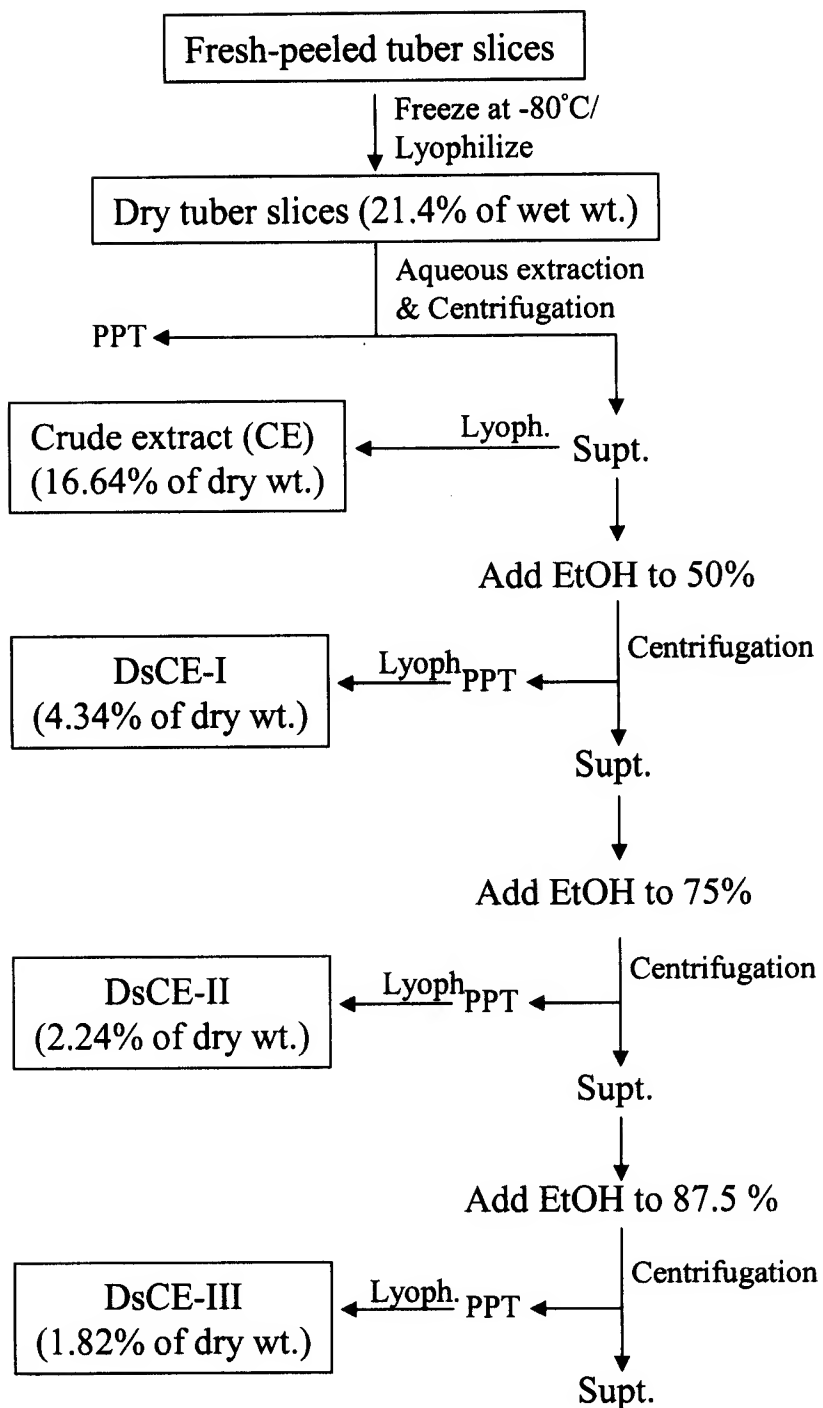 Fresh-peeled tuber slices
Freeze at -80°C/
Lyophilize
Dry tuber slices (21.4% of wet wt.)
Aqueous extraction
& Centrifugation
PPT
Crude extract (CE)
(16.64% of dry wt.)
Lyoph.
Supt.
Add EtOH to 50%
Centrifugation
DsCE-I
(4.34% of dry wt.)
Lyoph.
PPT
Supt.
Add EtOH to 75%
Centrifugation
DsCE-II
(2.24% of dry wt.)
Lyoph.
PPT
Supt.
Add EtOH to 87.5 %
Centrifugation
DsCE-III
(1.82% of dry wt.)
Lyoph.
PPT
Supt.